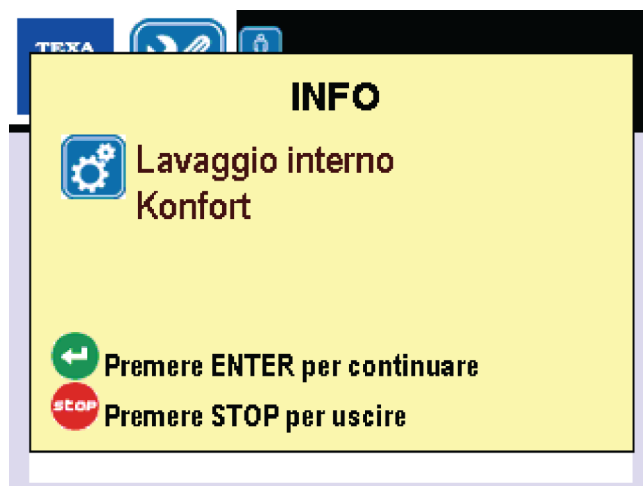 TEXA
INFO
Lavaggio interno
Konfort
Premere ENTER per continuare
stop Premere STOP per uscire